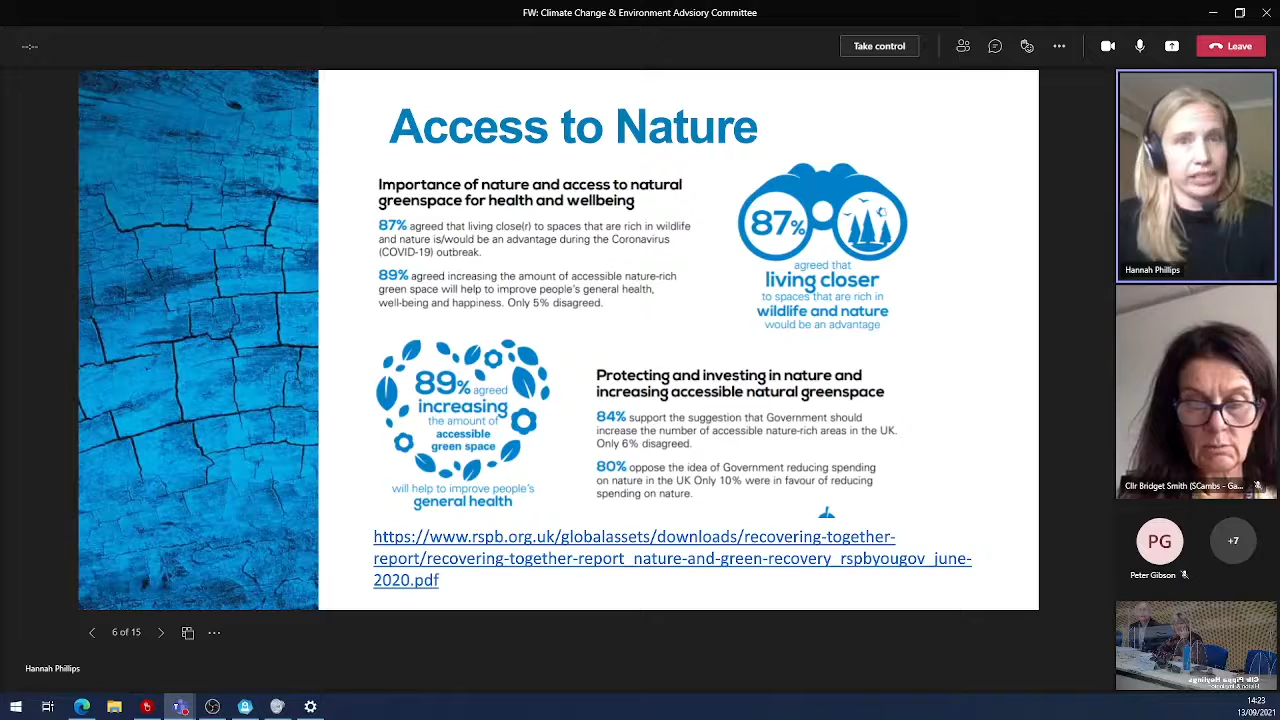 FW: Climate Change & Environment Advsiory Committee
--:--
Take control
Leave
Access to Nature
Importance of nature and access to natural
greenspace for health and wellbeing
87% agreed that living close(r) to spaces that are rich in wildlife
and nature is/would be an advantage during the Coronavirus
(COVID-19) outbreak.
89% agreed increasing the amount of accessible nature-rich
green space will help to improve people's general health,
well-being and happiness. Only 5% disagreed.
87%
agreed that
living closer
to spaces that are rich in
wildlife and nature
would be an advantage
89% agreed
increasing
the amount of
accessible
green space
will help to improve people's
general health
Protecting and investing in nature and
increasing accessible natural greenspace
84% support the suggestion that Government should
increase the number of accessible nature-rich areas in the UK.
Only 6% disagreed.
80% oppose the idea of Government reducing spending
on nature in the UK Only 10% were in favour of reducing
spending on nature.
https://www.rspb.org.uk/globalassets/downloads/recovering-together-
report/recovering-together-report_nature-and-green-recovery_rspbyougov_june-
2020.pdf
Hannah Phillips
Cllr Bridget Smith (SCambs - Ga...
PG
+7
Peter Gibson
6 of 15
Hannah Phillips
14:23
13/09/2021